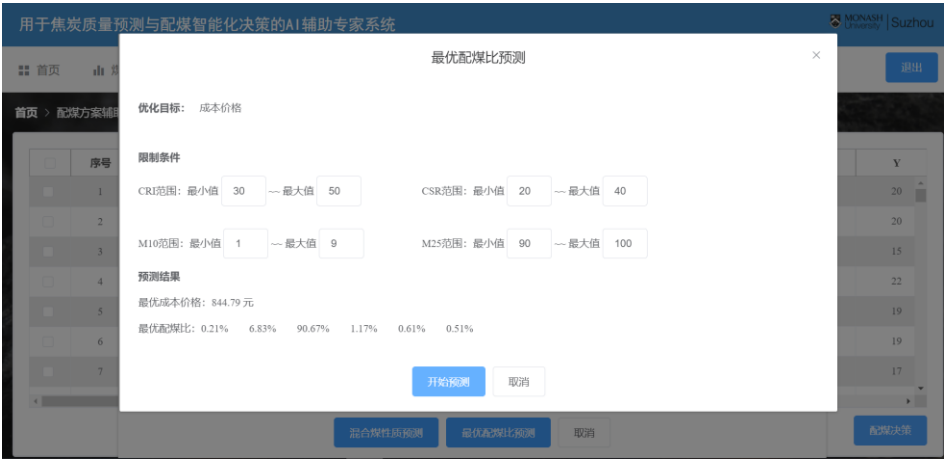 用于焦炭质量预测与配煤智能化决策的AI辅助专家系统
MONASH University | Suzhou
首页
退出
首页 > 配煤方案辅
最优配煤比预测
×
优化目标： 成本价格
限制条件
CRI范围：最小值 30 ~~ 最大值 50 CSR范围：最小值 20 ~~ 最大值 40
M10范围：最小值 1 ~~ 最大值 9 M25范围：最小值 90 ~~ 最大值 100
预测结果
最优成本价格：844.79 元
最优配煤比：0.21% 6.83% 90.67% 1.17% 0.61% 0.51%
开始预测 取消
序号 Y
1 20
2 20
3 15
4 22
5 19
6 19
7 17
混合煤性质预测 最优配煤比预测 取消
配煤决策